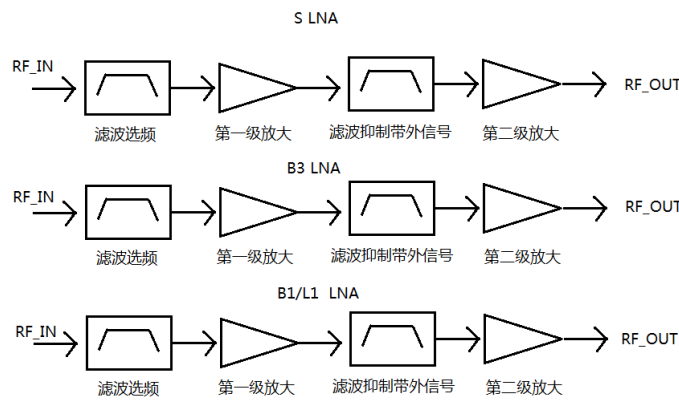 S LNA
RF_IN
RF_OUT
滤波选频 第一级放大 滤波抑制带外信号 第二级放大
B3 LNA
RF_IN
RF_OUT
滤波选频 第一级放大 滤波抑制带外信号 第二级放大
B1/L1 LNA
RF_IN
RF_OUT
滤波选频 第一级放大 滤波抑制带外信号 第二级放大